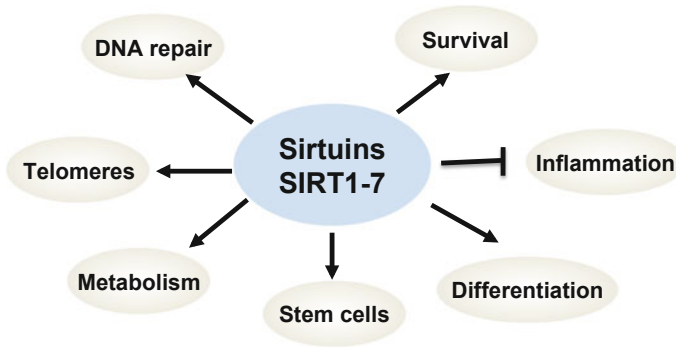 DNA repair
Survival
Sirtuins
SIRT1-7
Telomeres
Inflammation
Metabolism
Stem cells
Differentiation